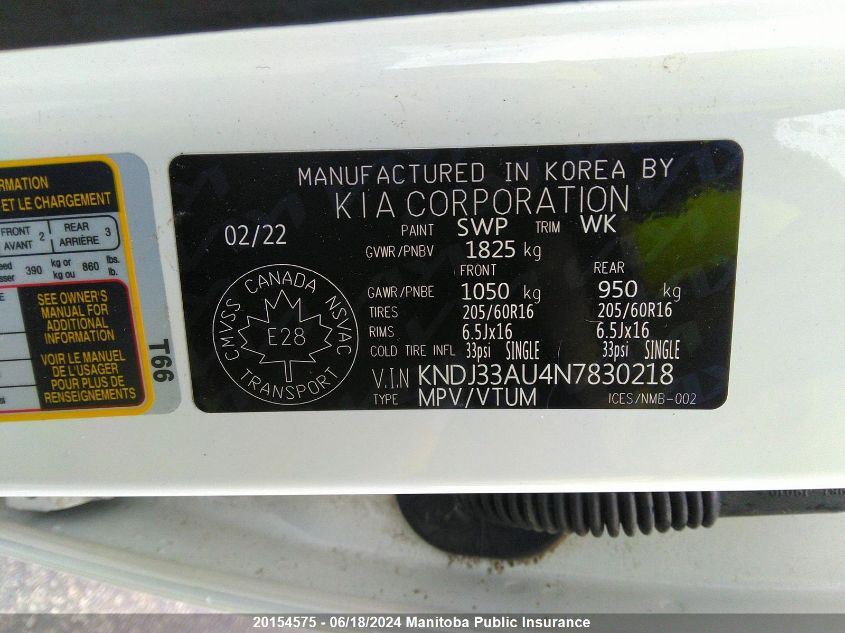 RMATION
ET LE CHARGEMENT
FRONT 2 REAR 3
AVANT ARRIÈRE
390 kg or 860 lbs.
sser kg ou lb.
SEE OWNER'S
MANUAL FOR
ADDITIONAL
INFORMATION
VOIR LE MANUEL
DE L'USAGER
POUR PLUS DE
RENSEIGNEMENTS
T66
MANUFACTURED IN KOREA BY
KIA CORPORATION
02/22 PAINT SWP TRIM WK
GVWR/PNBV 1825 kg
FRONT REAR
GAWR/PNBE 1050 kg 950 kg
TIRES 205/60R16 205/60R16
RIMS 6.5Jx16 6.5Jx16
COLD TIRE INFL 33psi SINGLE 33psi SINGLE
V.I.N KNDJ33AU4N7830218
TYPE MPV/VTUM ICES/NMB-002
CANADA
CMVSS NSVAC
E28
TRANSPORT
20154575 - 06/18/2024 Manitoba Public Insurance